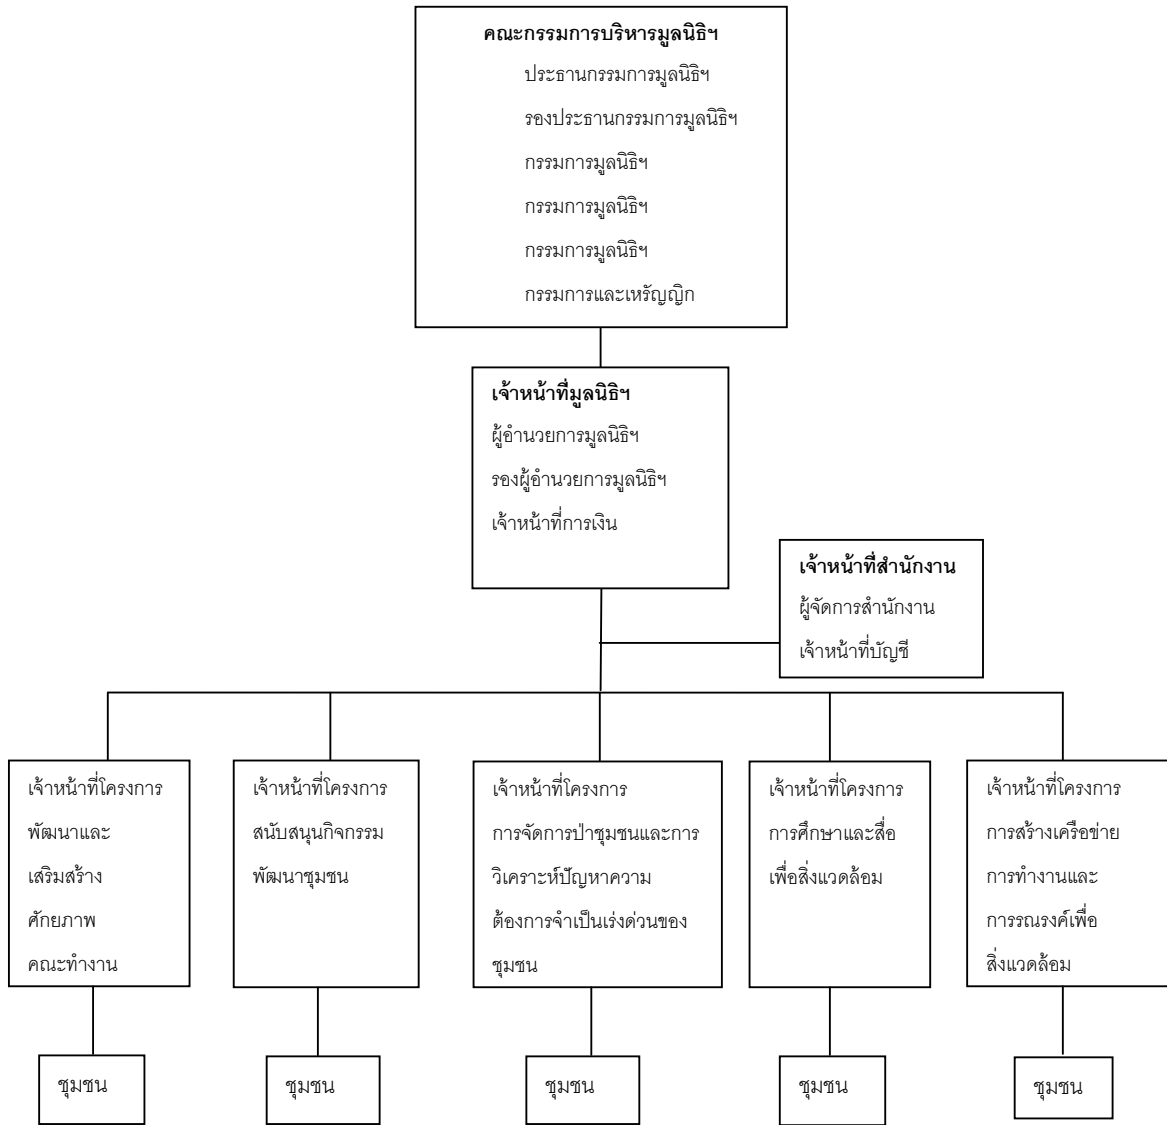 คณะกรรมการบริหารมูลนิธิฯ
ประธานกรรมการมูลนิธิฯ
รองประธานกรรมการมูลนิธิฯ
กรรมการมูลนิธิฯ
กรรมการมูลนิธิฯ
กรรมการมูลนิธิฯ
กรรมการและเหรัญญิก
เจ้าหน้าที่มูลนิธิฯ
ผู้อำนวยการมูลนิธิฯ
รองผู้อำนวยการมูลนิธิฯ
เจ้าหน้าที่การเงิน
เจ้าหน้าที่สำนักงาน
ผู้จัดการสำนักงาน
เจ้าหน้าที่บัญชี
เจ้าหน้าที่โครงการ
พัฒนาและ
เสริมสร้าง
ศักยภาพ
คณะทำงาน
เจ้าหน้าที่โครงการ
สนับสนุนกิจกรรม
พัฒนาชุมชน
เจ้าหน้าที่โครงการ
การจัดการป่าชุมชนและการ
วิเคราะห์ปัญหาความ
ต้องการจำเป็นเร่งด่วนของ
ชุมชน
เจ้าหน้าที่โครงการ
การศึกษาและสื่อ
เพื่อสิ่งแวดล้อม
เจ้าหน้าที่โครงการ
การสร้างเครือข่าย
การทำงานและ
การรณรงค์เพื่อ
สิ่งแวดล้อม
ชุมชน
ชุมชน
ชุมชน
ชุมชน
ชุมชน